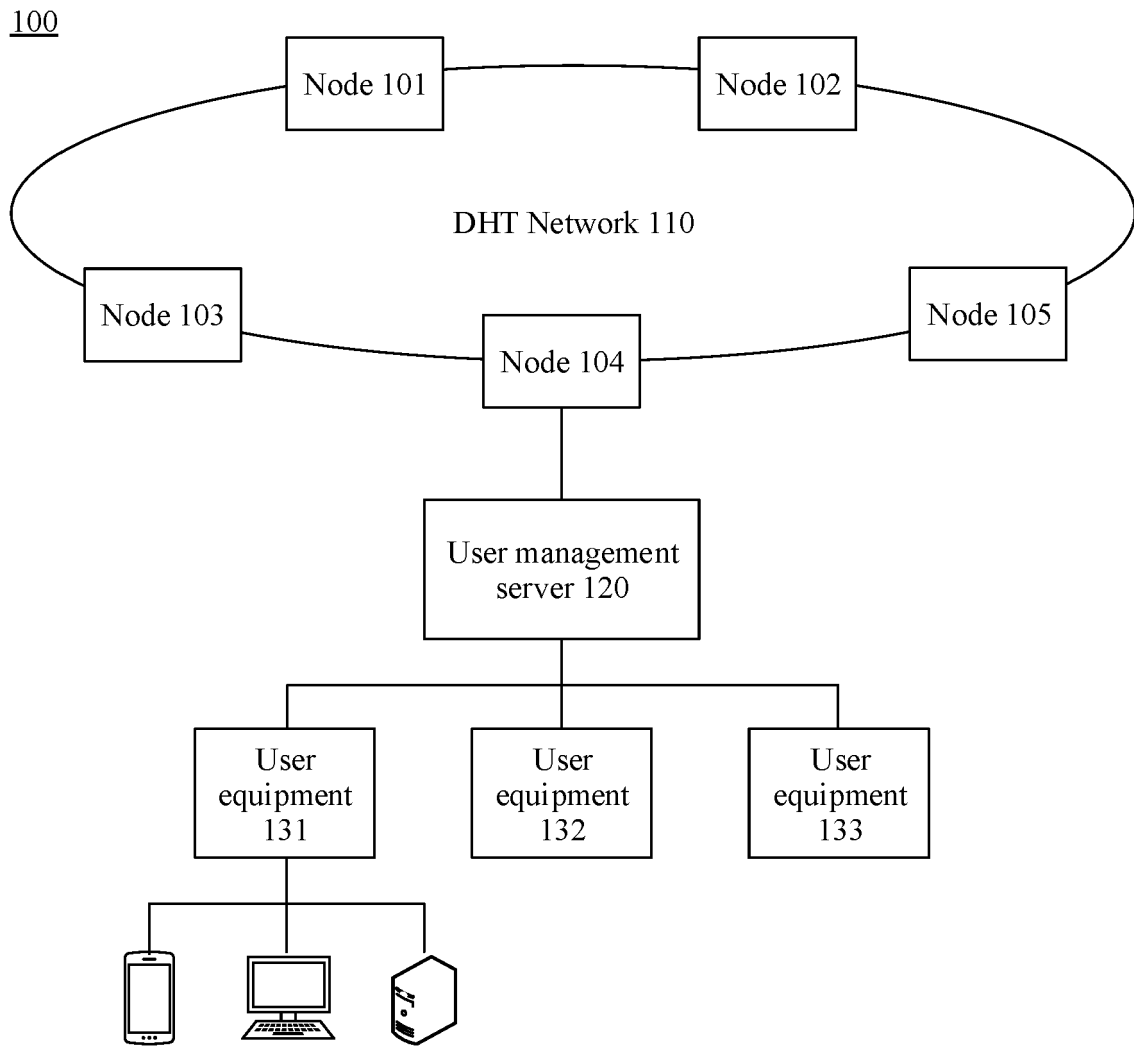 100
Node 101
Node 102
DHT Network 110
Node 103
Node 104
Node 105
User management
server 120
User
equipment
131
User
equipment
132
User
equipment
133